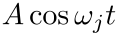 A cos ω_j t